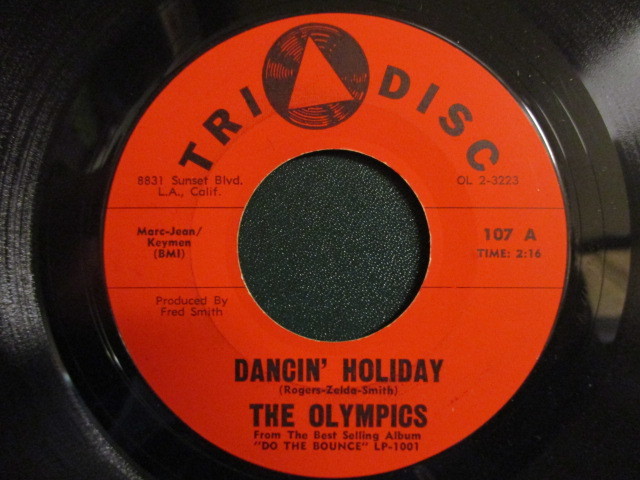 TRI DISC
8831 Sunset Blvd.
L.A., Calif.
OL 2-3223
Marc-Jean/
Keymen
(BMI)
107 A
TIME: 2:16
Produced By
Fred Smith
DANCIN' HOLIDAY
(Rogers-Zelda-Smith)
THE OLYMPICS
From The Best Selling Album
"DO THE BOUNCE" LP-1001